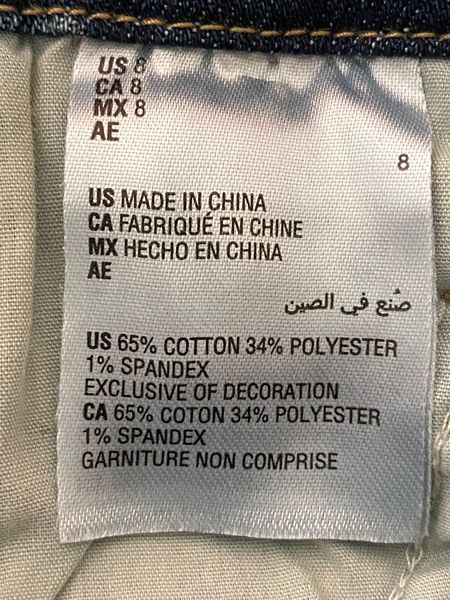 US 8
CA 8
MX 8
AE
8
US MADE IN CHINA
CA FABRIQUÉ EN CHINE
MX HECHO EN CHINA
AE
صُنع في الصين
US 65% COTTON 34% POLYESTER
1% SPANDEX
EXCLUSIVE OF DECORATION
CA 65% COTON 34% POLYESTER
1% SPANDEX
GARNITURE NON COMPRISE